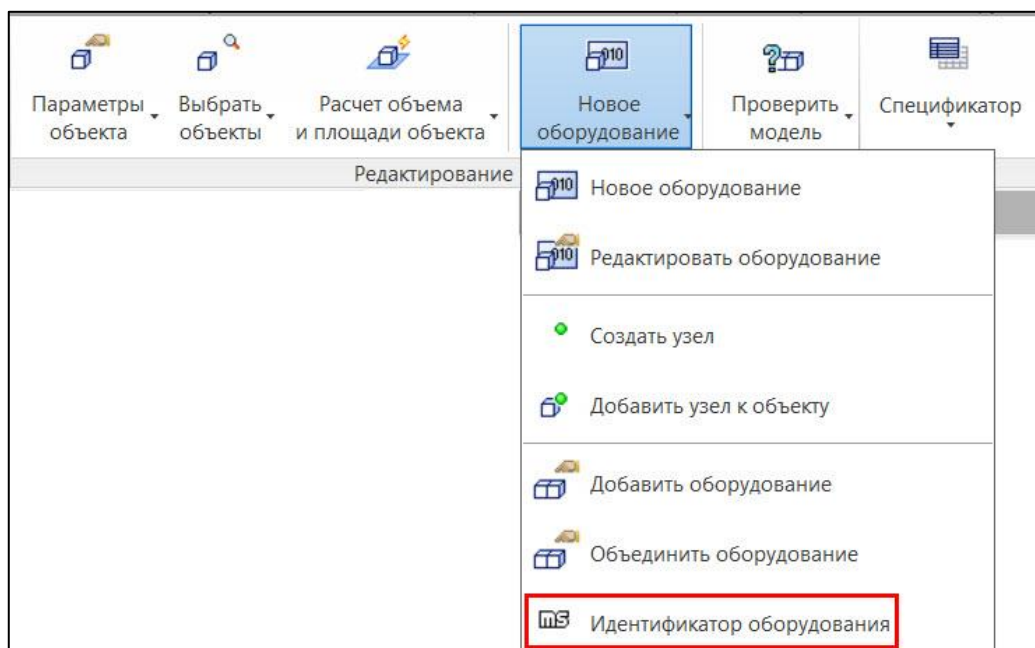 Параметры
объекта
Выбрать
объекты
Расчет объема
и площади объекта
Новое
оборудование
Проверить
модель
Спецификатор
Редактирование
Новое оборудование
Редактировать оборудование
Создать узел
Добавить узел к объекту
Добавить оборудование
Объединить оборудование
Идентификатор оборудования